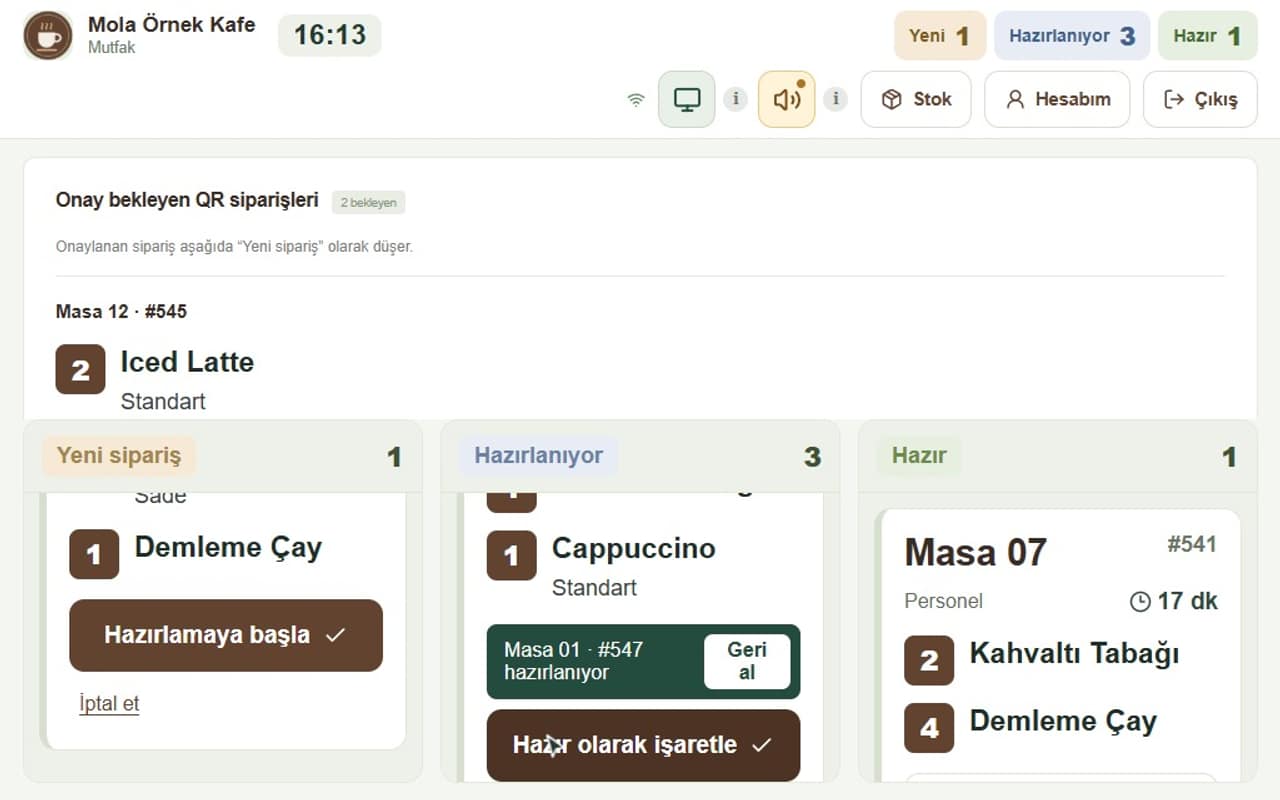 Mola Örnek Kafe
Mutfak
16:13
Yeni 1
Hazırlanıyor 3
Hazır 1
i
i
Stok
Hesabım
Çıkış
Onay bekleyen QR siparişleri
2 bekleyen
Onaylanan sipariş aşağıda “Yeni sipariş” olarak düşer.
Masa 12 · #545
2 Iced Latte
Standart
Yeni sipariş 1
Sade
1 Demleme Çay
Hazırlamaya başla
İptal et
Hazırlanıyor 3
1 Cappuccino
Standart
Masa 01 · #547
hazırlanıyor
Geri
al
Hazır olarak işaretle
Hazır 1
Masa 07 #541
Personel 17 dk
2 Kahvaltı Tabağı
4 Demleme Çay